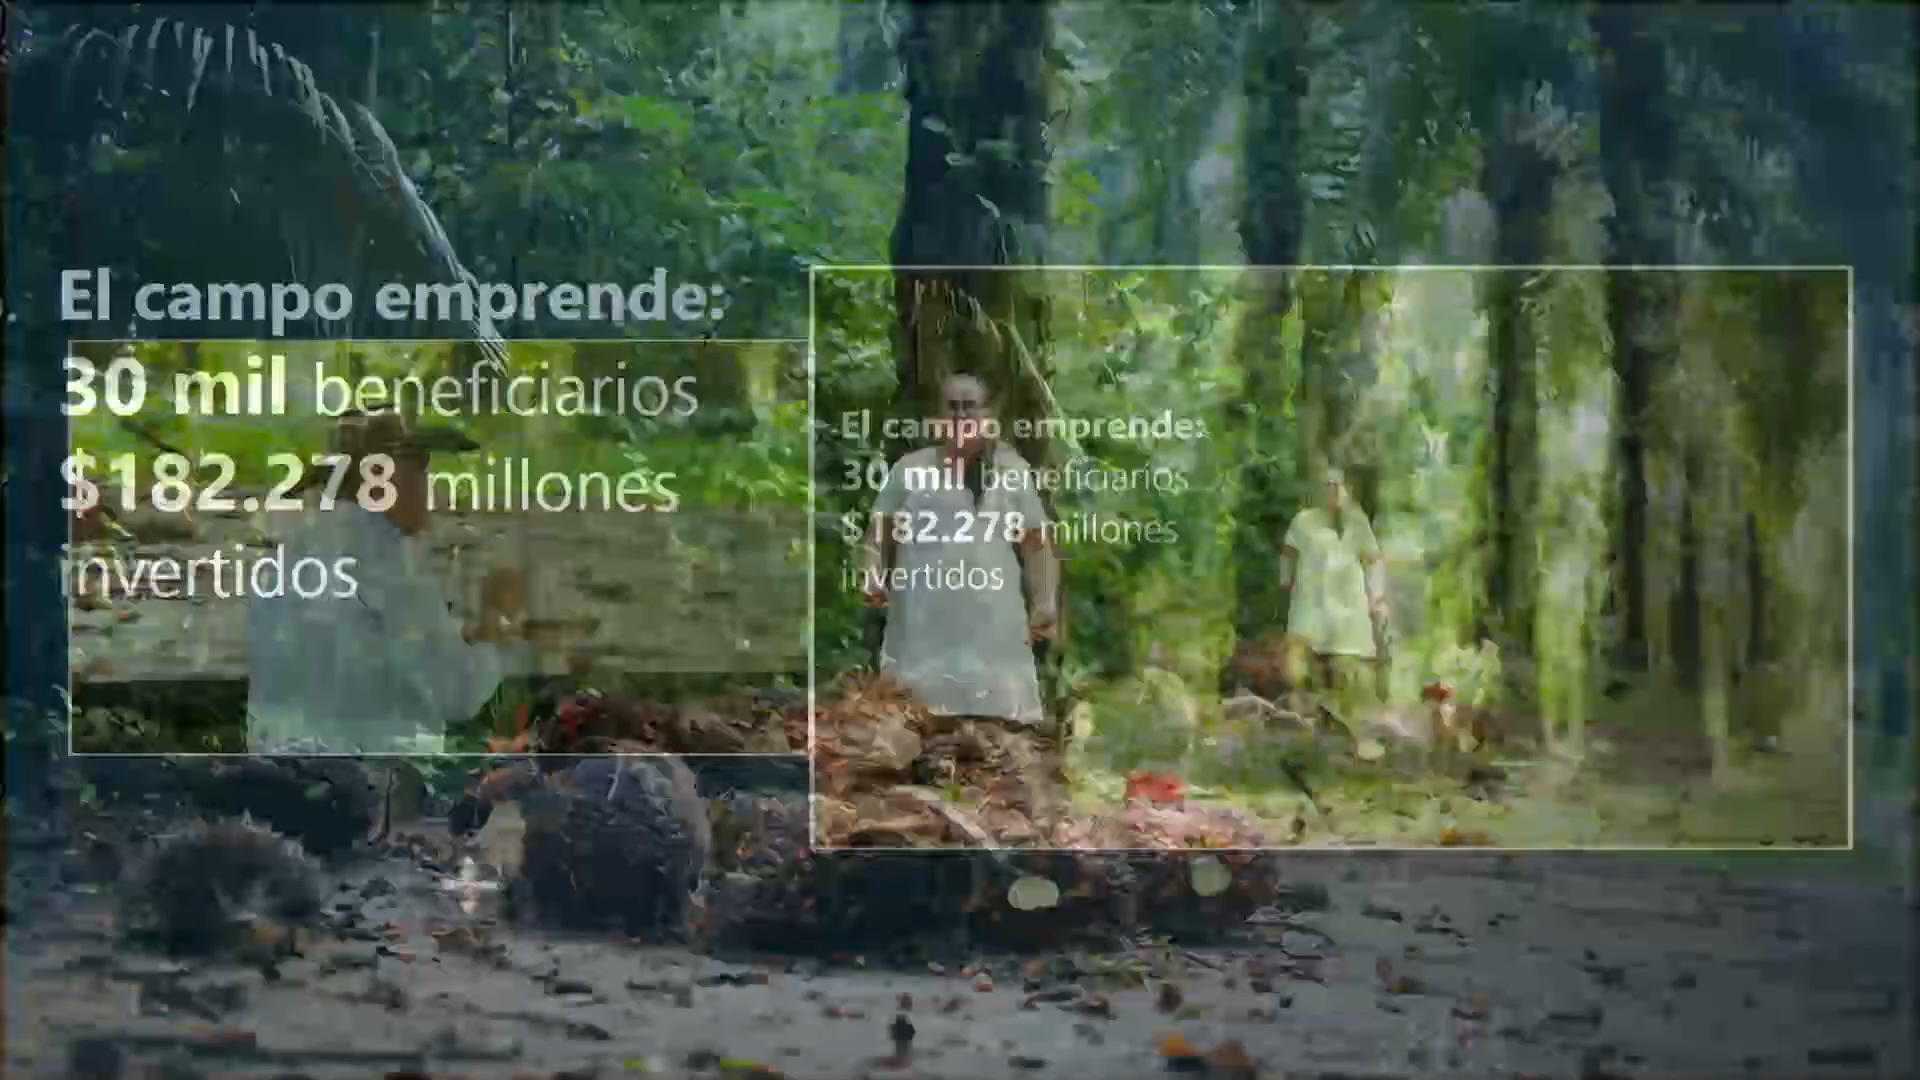 El campo emprende:
30 mil beneficiarios
$182.278 millones
invertidos
El campo emprende:
30 mil beneficiarios
$182.278 millones
invertidos